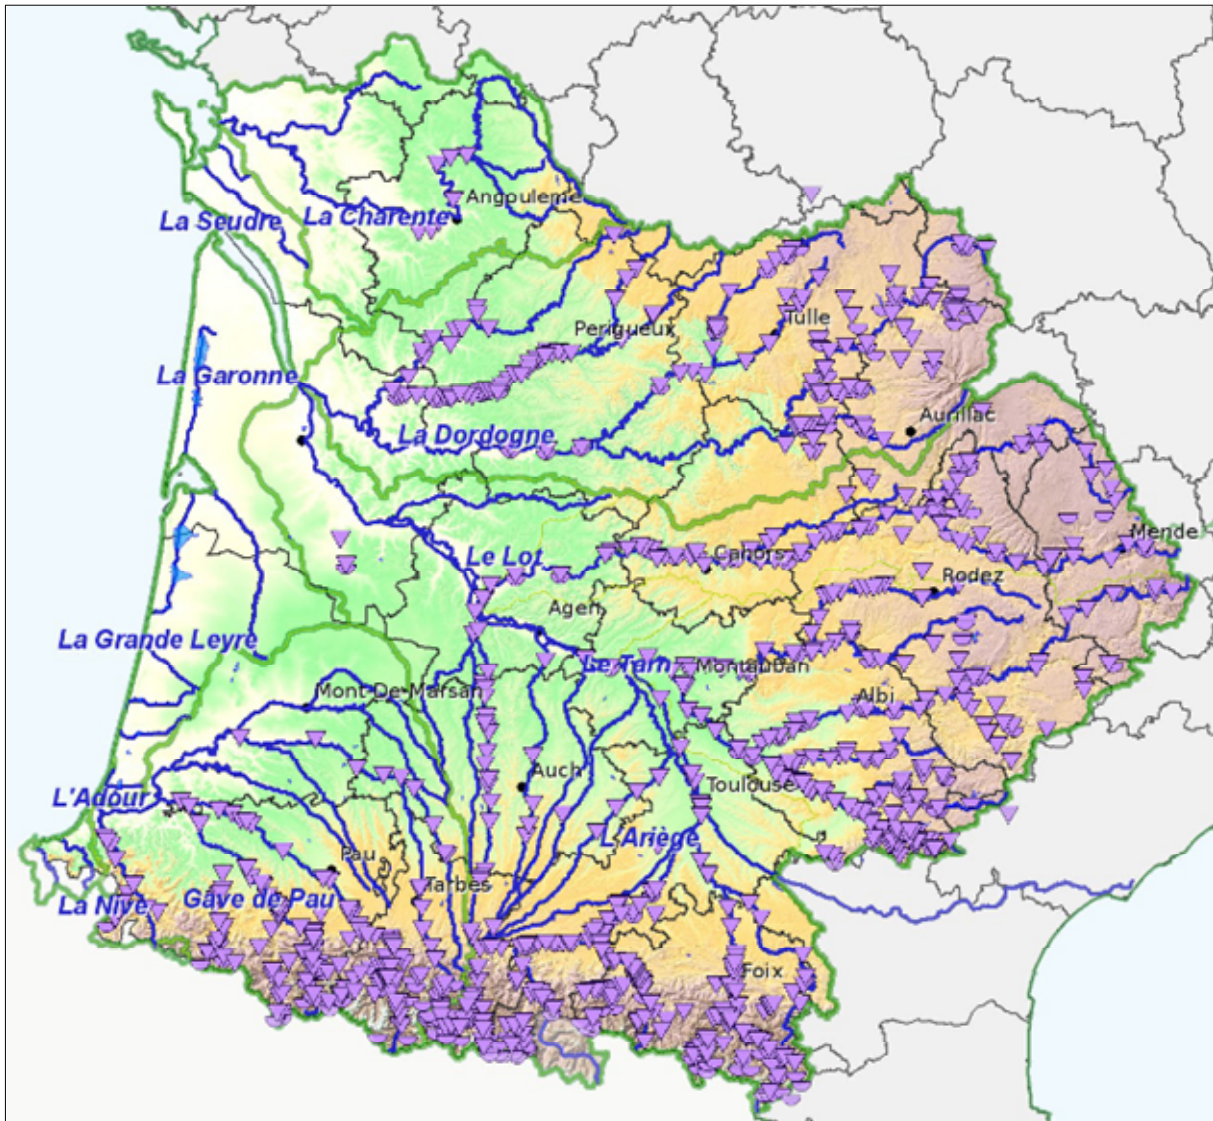 Angouleme
La Seudre
La Charente
Perigueux
Tulle
La Garonne
Aurillac
La Dordogne
Mende
Le Lot
Cahors
Rodez
Agen
La Grande Leyre
Le Tarn
Montauban
Mont-De-Marsan
Albi
Auch
Toulouse
L'Adour
L'Ariège
Pau
Tarbes
La Nive
Gave de Pau
Foix